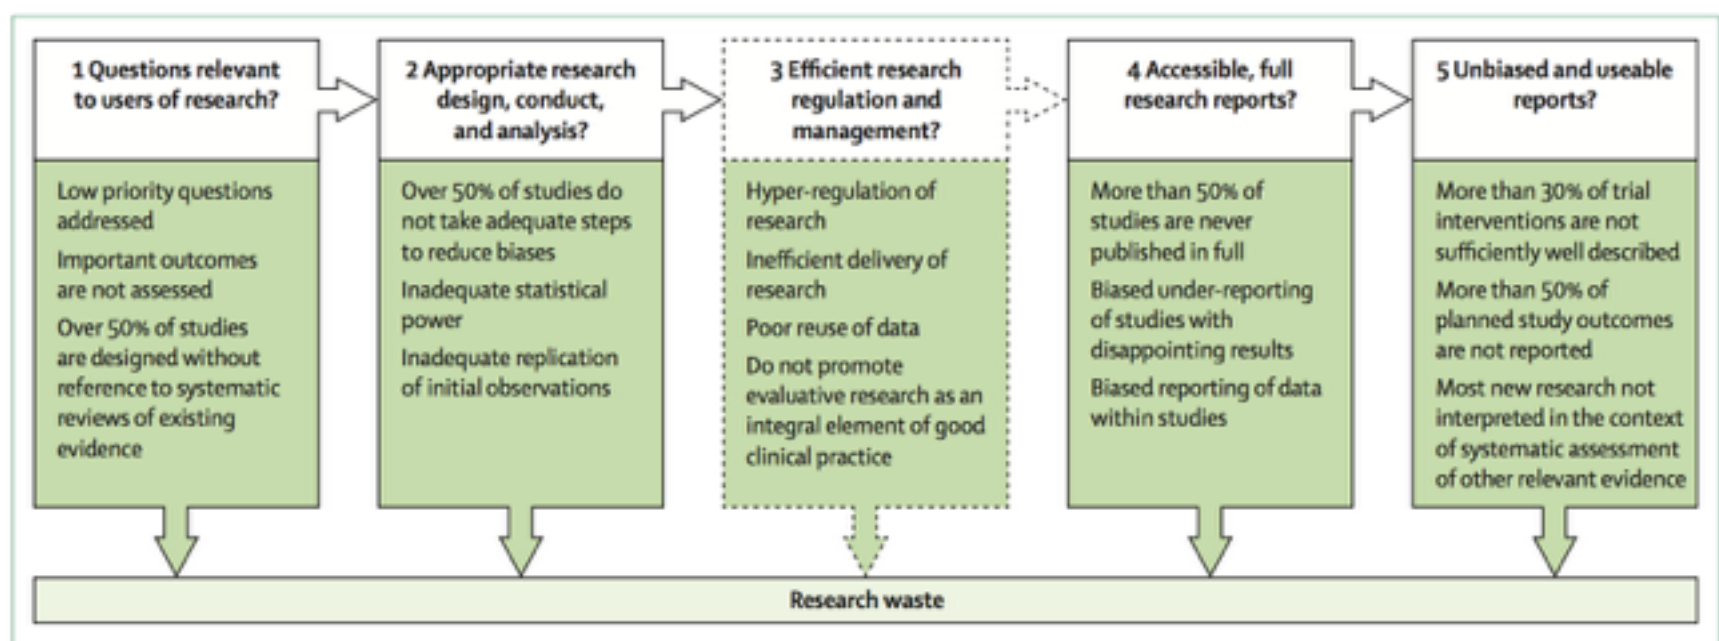 1 Questions relevant
to users of research?
Low priority questions
addressed
Important outcomes
are not assessed
Over 50% of studies
are designed without
reference to systematic
reviews of existing
evidence
2 Appropriate research
design, conduct,
and analysis?
Over 50% of studies do
not take adequate steps
to reduce biases
Inadequate statistical
power
Inadequate replication
of initial observations
3 Efficient research
regulation and
management?
Hyper-regulation of
research
Inefficient delivery of
research
Poor reuse of data
Do not promote
evaluative research as an
integral element of good
clinical practice
4 Accessible, full
research reports?
More than 50% of
studies are never
published in full
Biased under-reporting
of studies with
disappointing results
Biased reporting of data
within studies
5 Unbiased and useable
reports?
More than 30% of trial
interventions are not
sufficiently well described
More than 50% of
planned study outcomes
are not reported
Most new research not
interpreted in the context
of systematic assessment
of other relevant evidence
Research waste